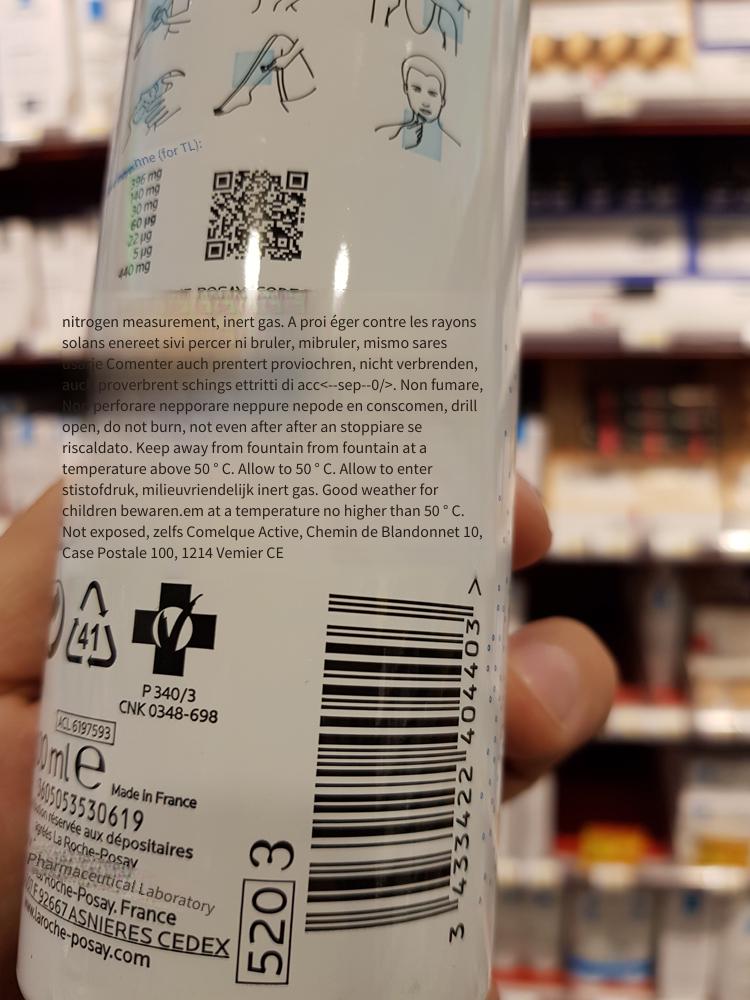 hne (for TL):
396 mg
140 mg
30 mg
60 µg
22 µg
5 µg
440 mg
POSAY CODE
nitrogen measurement, inert gas. A proi éger contre les rayons
solans enereet sivi percer ni bruler, mibruler, mismo sares
usarje Comenter auch prentert proviochren, nicht verbrenden,
auch proverbrent schings ettritti di acc<--sep--0/>. Non fumare,
Non perforare nepporare neppure nepode en conscomen, drill
open, do not burn, not even after after an stoppiare se
riscaldato. Keep away from fountain from fountain at a
temperature above 50 ° C. Allow to 50 ° C. Allow to enter
stistofdruk, milieuvriendelijk inert gas. Good weather for
children bewaren.em at a temperature no higher than 50 ° C.
Not exposed, zelfs Comelque Active, Chemin de Blandonnet 10,
Case Postale 100, 1214 Vernier CE
41
P 340/3
CNK 0348-698
ACL 6197593
0ml e
Made in France
3605053530619
réservée aux dépositaires
agréés La Roche-Posay
Pharmaceutical Laboratory
La Roche-Posay, France
F 92667 ASNIERES CEDEX
www.laroche-posay.com
520 3
3 433422 404403 >